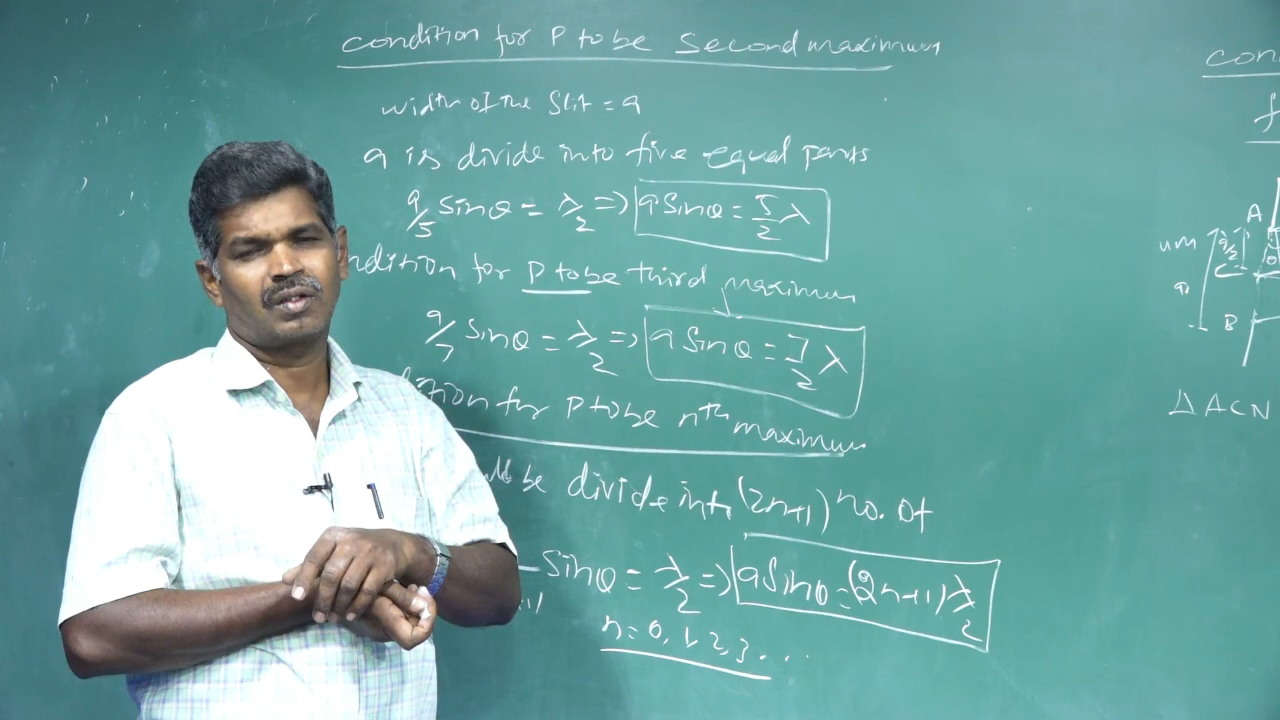 condition for P to be Second maximum
width of the Slit = a
a is divide into five equal parts
a/5 sinθ = λ/2 => a sinθ = 5/2 λ
ndition for P to be third maximum
a/7 sinθ = λ/2 => a sinθ = 7/2 λ
dition for P to be nth maximum
be divide into (2n+1) no. of
sinθ = λ/2 => a sinθ = (2n+1) λ/2
n = 0, 1, 2, 3 . . .
con
f
A
a/2
θ
a
B
Δ ACN